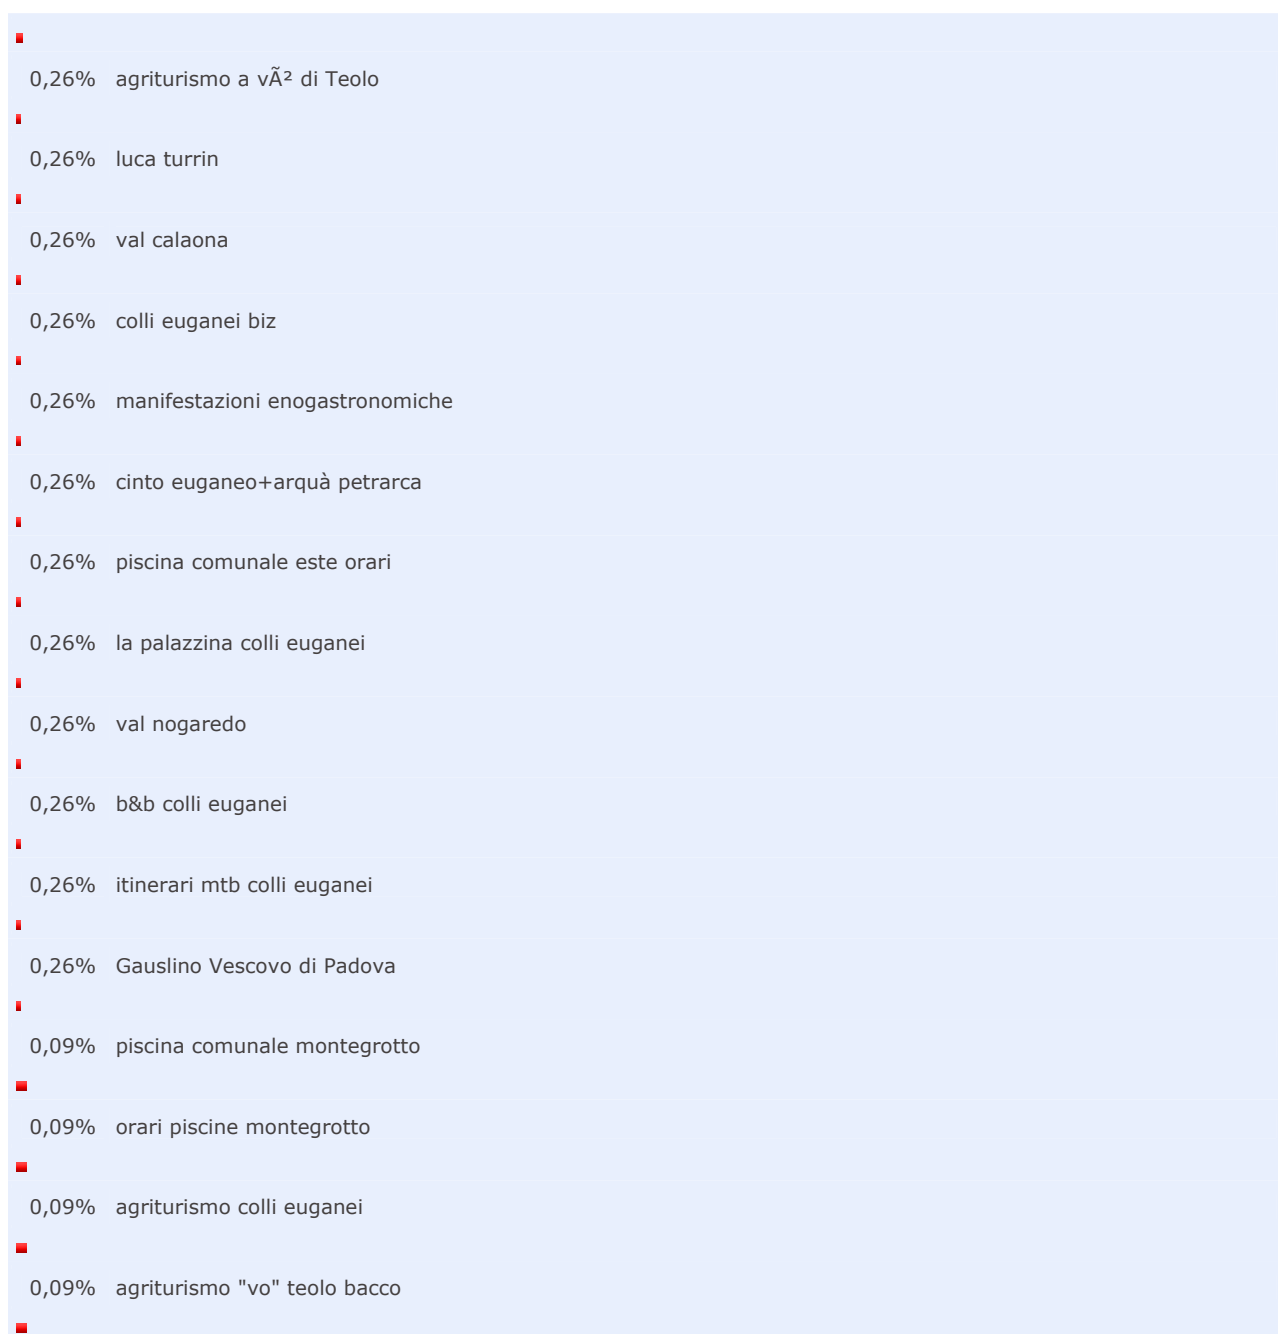 0,26% agriturismo a vÃ² di Teolo
0,26% luca turrin
0,26% val calaona
0,26% colli euganei biz
0,26% manifestazioni enogastronomiche
0,26% cinto euganeo+arquà petrarca
0,26% piscina comunale este orari
0,26% la palazzina colli euganei
0,26% val nogaredo
0,26% b&b colli euganei
0,26% itinerari mtb colli euganei
0,26% Gauslino Vescovo di Padova
0,09% piscina comunale montegrotto
0,09% orari piscine montegrotto
0,09% agriturismo colli euganei
0,09% agriturismo "vo" teolo bacco